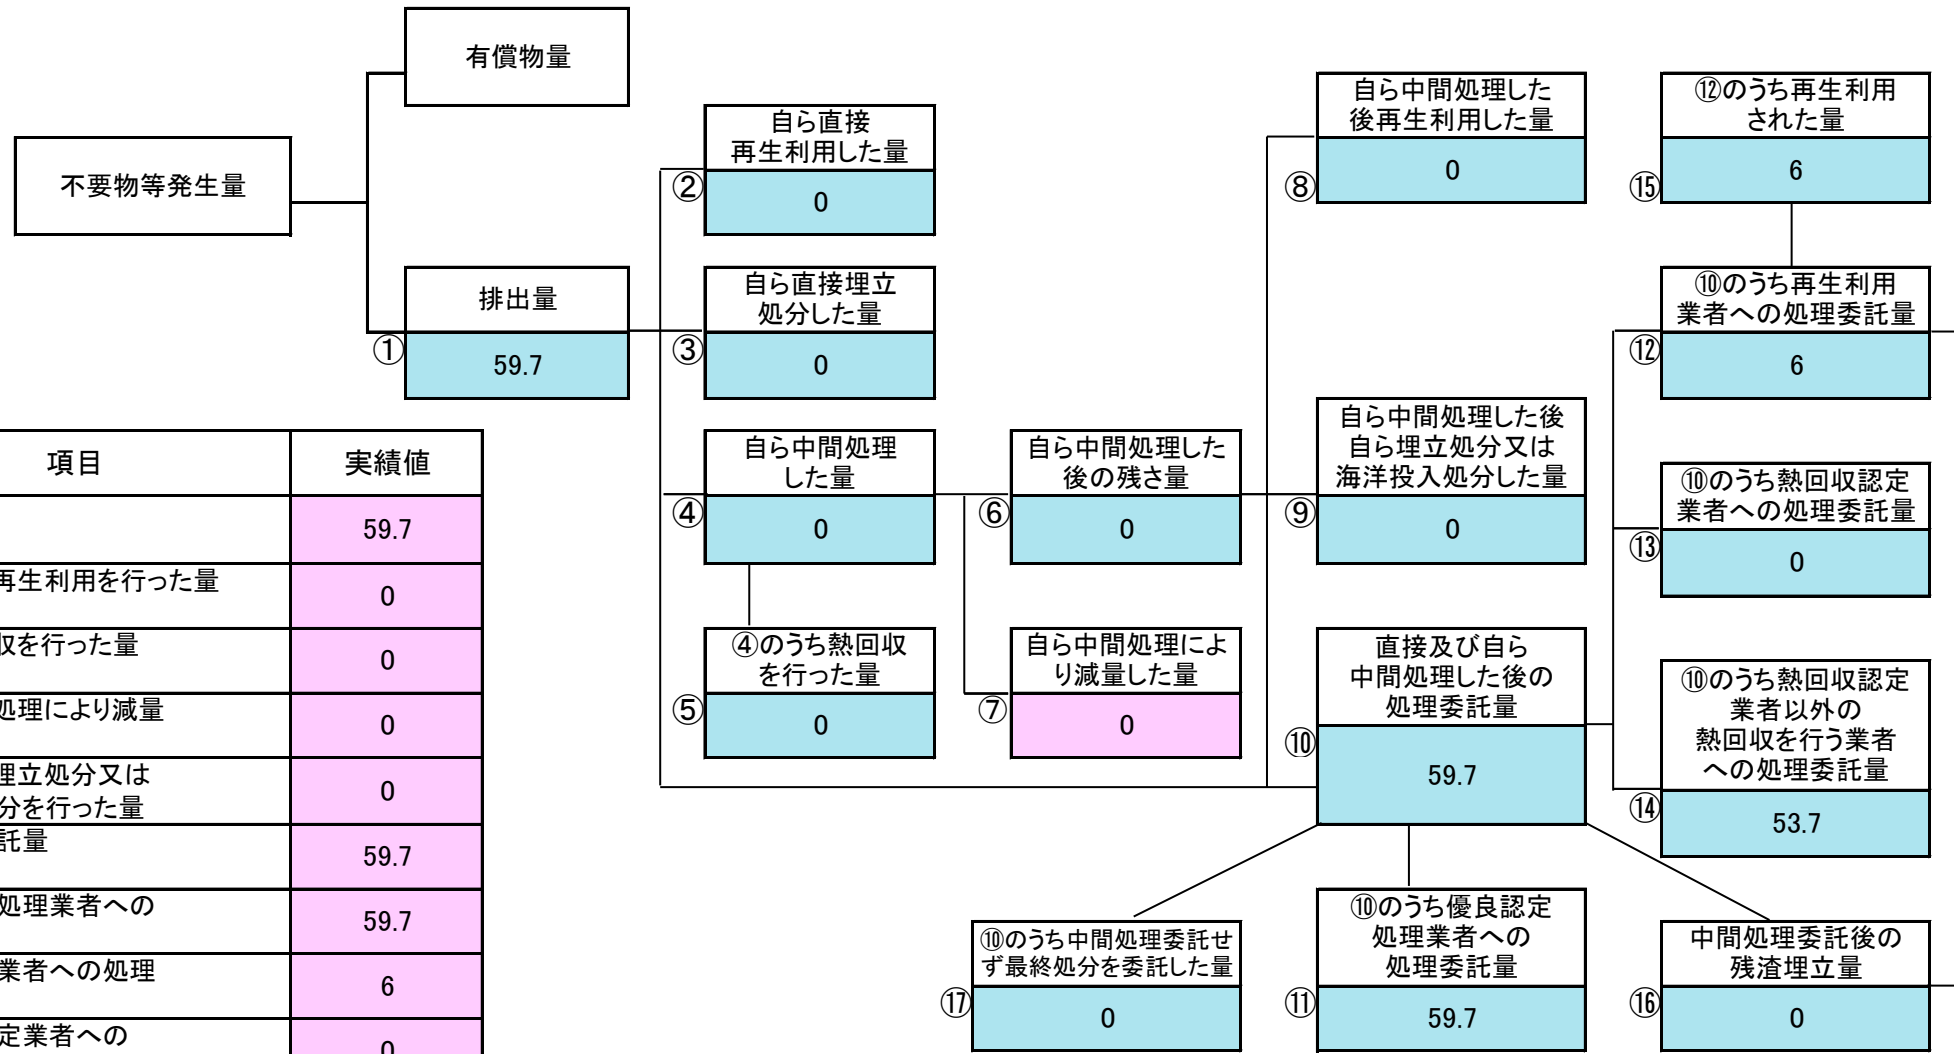 有償物量
不要物等発生量
自ら直接
再生利用した量
②
0
自ら中間処理した
後再生利用した量
⑧
0
⑫のうち再生利用
された量
⑮
6
排出量
①
59.7
自ら直接埋立
処分した量
③
0
⑩のうち再生利用
業者への処理委託量
⑫
6
自ら中間処理
した量
④
0
自ら中間処理した
後の残さ量
⑥
0
自ら中間処理した後
自ら埋立処分又は
海洋投入処分した量
⑨
0
⑩のうち熱回収認定
業者への処理委託量
⑬
0
④のうち熱回収
を行った量
⑤
0
自ら中間処理によ
り減量した量
⑦
0
直接及び自ら
中間処理した後の
処理委託量
⑩
59.7
⑩のうち熱回収認定
業者以外の
熱回収を行う業者
への処理委託量
⑭
53.7
⑩のうち中間処理委託せ
ず最終処分を委託した量
⑰
0
⑩のうち優良認定
処理業者への
処理委託量
⑪
59.7
中間処理委託後の
残渣埋立量
⑯
0
項目 実績値
59.7
再生利用を行った量 0
収を行った量 0
処理により減量 0
埋立処分又は
分を行った量 0
託量 59.7
処理業者への 59.7
業者への処理 6
定業者への 0